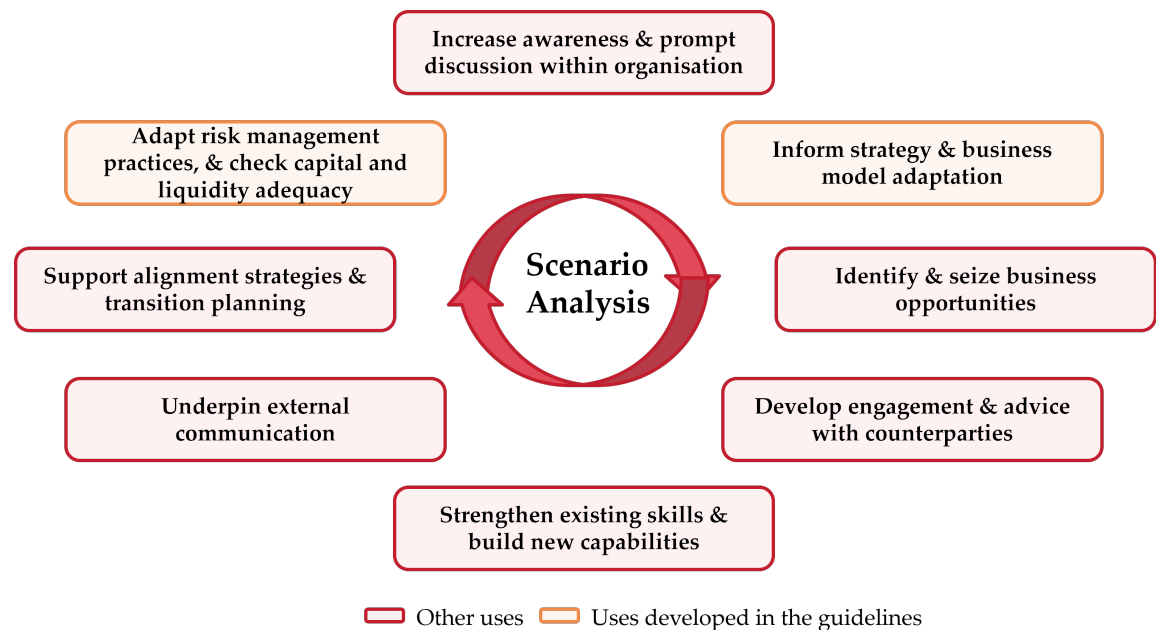 Increase awareness & prompt
discussion within organisation
Adapt risk management
practices, & check capital and
liquidity adequacy
Inform strategy & business
model adaptation
Scenario
Analysis
Support alignment strategies &
transition planning
Identify & seize business
opportunities
Underpin external
communication
Develop engagement & advice
with counterparties
Strengthen existing skills &
build new capabilities
Other uses
Uses developed in the guidelines